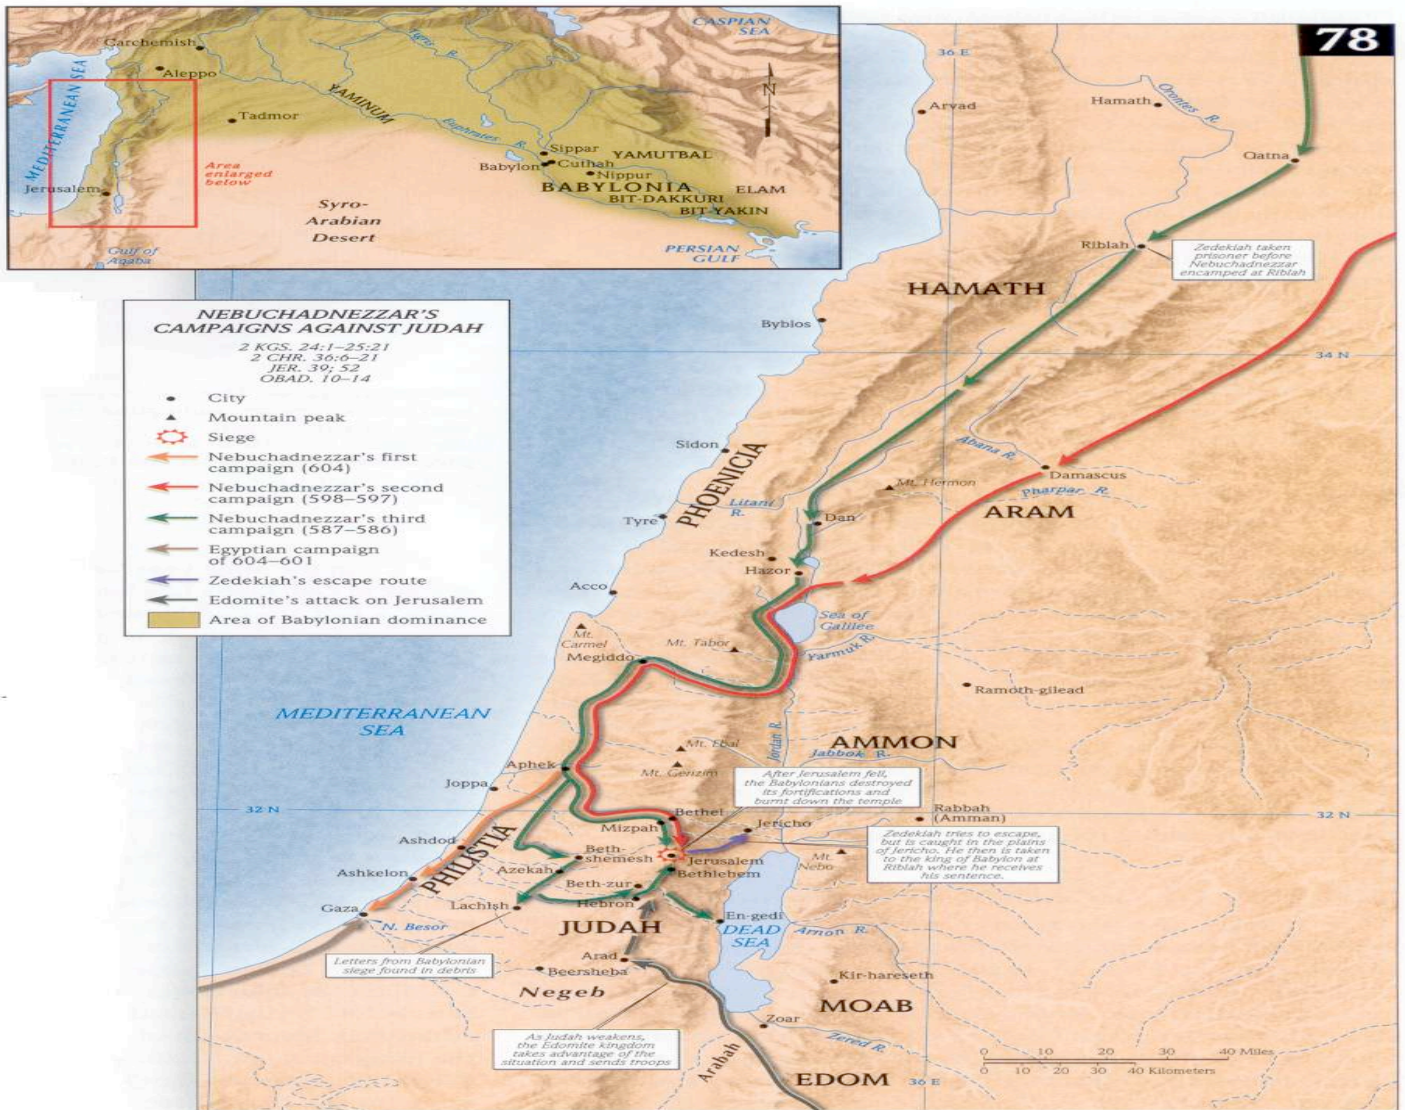 78
CASPIAN
SEA
Carchemish
Aleppo
MEDITERRANEAN SEA
Tadmor
YAMINUM
Euphrates R.
Sippar
YAMUTBAL
Babylon
Cuthah
Nippur
BABYLONIA
ELAM
BIT-DAKKURI
BIT-YAKIN
Jerusalem
Area
enlarged
below
Syro-
Arabian
Desert
Gulf of
Aqaba
PERSIAN
GULF
N
NEBUCHADNEZZAR'S
CAMPAIGNS AGAINST JUDAH
2 KGS. 24:1–25:21
2 CHR. 36:6–21
JER. 39; 52
OBAD. 10–14
City
Mountain peak
Siege
Nebuchadnezzar's first
campaign (604)
Nebuchadnezzar's second
campaign (598–597)
Nebuchadnezzar's third
campaign (587–586)
Egyptian campaign
of 604–601
Zedekiah's escape route
Edomite's attack on Jerusalem
Area of Babylonian dominance
36 E
Arvad
Hamath
Orontes R.
Qatna
Riblah
Zedekiah taken
prisoner before
Nebuchadnezzar
encamped at Riblah
HAMATH
Byblos
34 N
Sidon
PHOENICIA
Abana R.
Damascus
Mt. Hermon
Pharpar R.
Litani
R.
ARAM
Tyre
Dan
Kedesh
Hazor
Acco
Sea of
Galilee
Mt.
Carmel
Mt. Tabor
Yarmuk R.
Megiddo
Ramoth-gilead
MEDITERRANEAN
SEA
Jordan R.
Mt. Ebal
AMMON
Jabbok R.
Mt. Gerizim
Aphek
Joppa
After Jerusalem fell,
the Babylonians destroyed
its fortifications and
burnt down the temple
32 N
Bethel
Rabbah
(Amman)
32 N
Mizpah
Jericho
Ashdod
PHILISTIA
Beth-
shemesh
Jerusalem
Mt.
Nebo
Zedekiah tries to escape,
but is caught in the plains
of Jericho. He then is taken
to the king of Babylon at
Riblah where he receives
his sentence.
Ashkelon
Azekah
Bethlehem
Beth-zur
Gaza
Lachish
Hebron
En-gedi
N. Besor
JUDAH
DEAD
SEA
Arnon R.
Letters from Babylonian
siege found in debris
Arad
Beersheba
Kir-hareseth
Negeb
MOAB
Zoar
As Judah weakens,
the Edomite kingdom
takes advantage of the
situation and sends troops
Arabah
Zered R.
EDOM
36 E
0 10 20 30 40 Miles
0 10 20 30 40 Kilometers